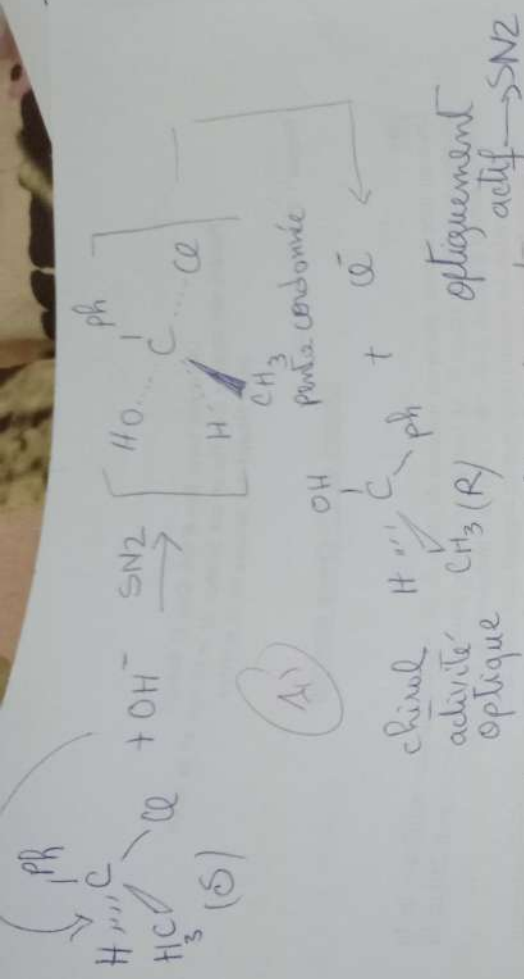 Ph
H C
H₃C Cl
(S)
+ OH⁻
SN2
HO Ph
C
H Cl
CH₃
penta coordonnée
OH
H C Ph
CH₃ (R)
+ Cl⁻
chiral
activité
optique
optiquement
actif → SN2